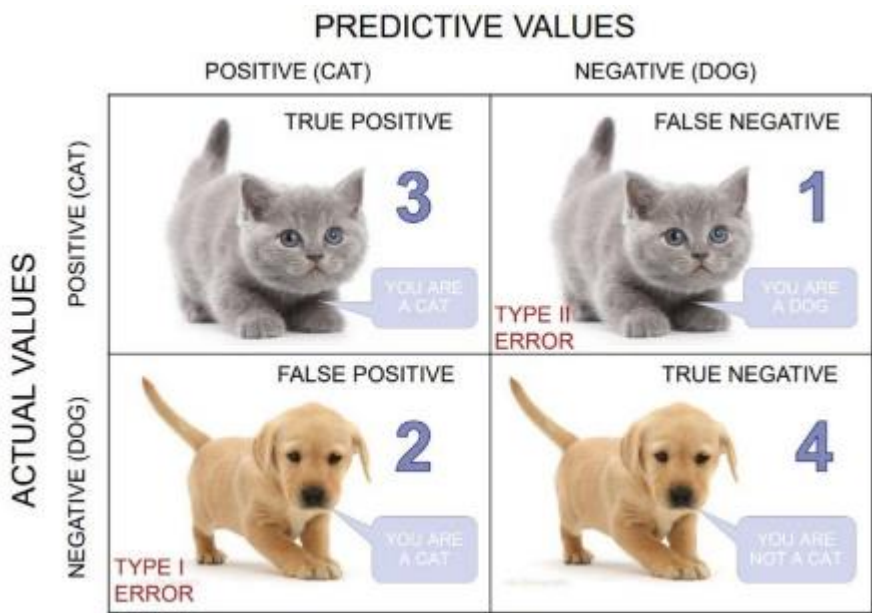 PREDICTIVE VALUES
POSITIVE (CAT)
NEGATIVE (DOG)
ACTUAL VALUES
POSITIVE (CAT)
TRUE POSITIVE
3
YOU ARE
A CAT
FALSE NEGATIVE
1
YOU ARE
A DOG
TYPE II
ERROR
NEGATIVE (DOG)
FALSE POSITIVE
2
YOU ARE
A CAT
TYPE I
ERROR
TRUE NEGATIVE
4
YOU ARE
NOT A CAT